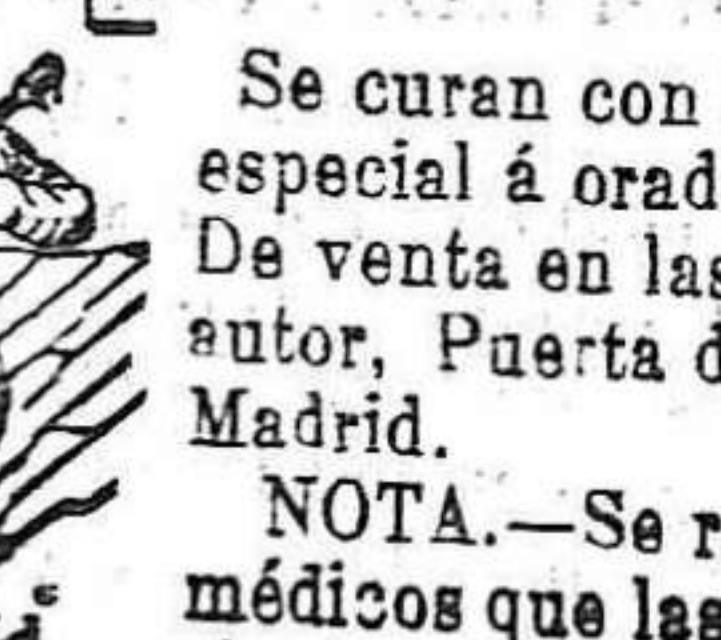 Se curan con
especial á orad
De venta en las
autor, Puerta d
Madrid.
NOTA.—Se r
médicos que las